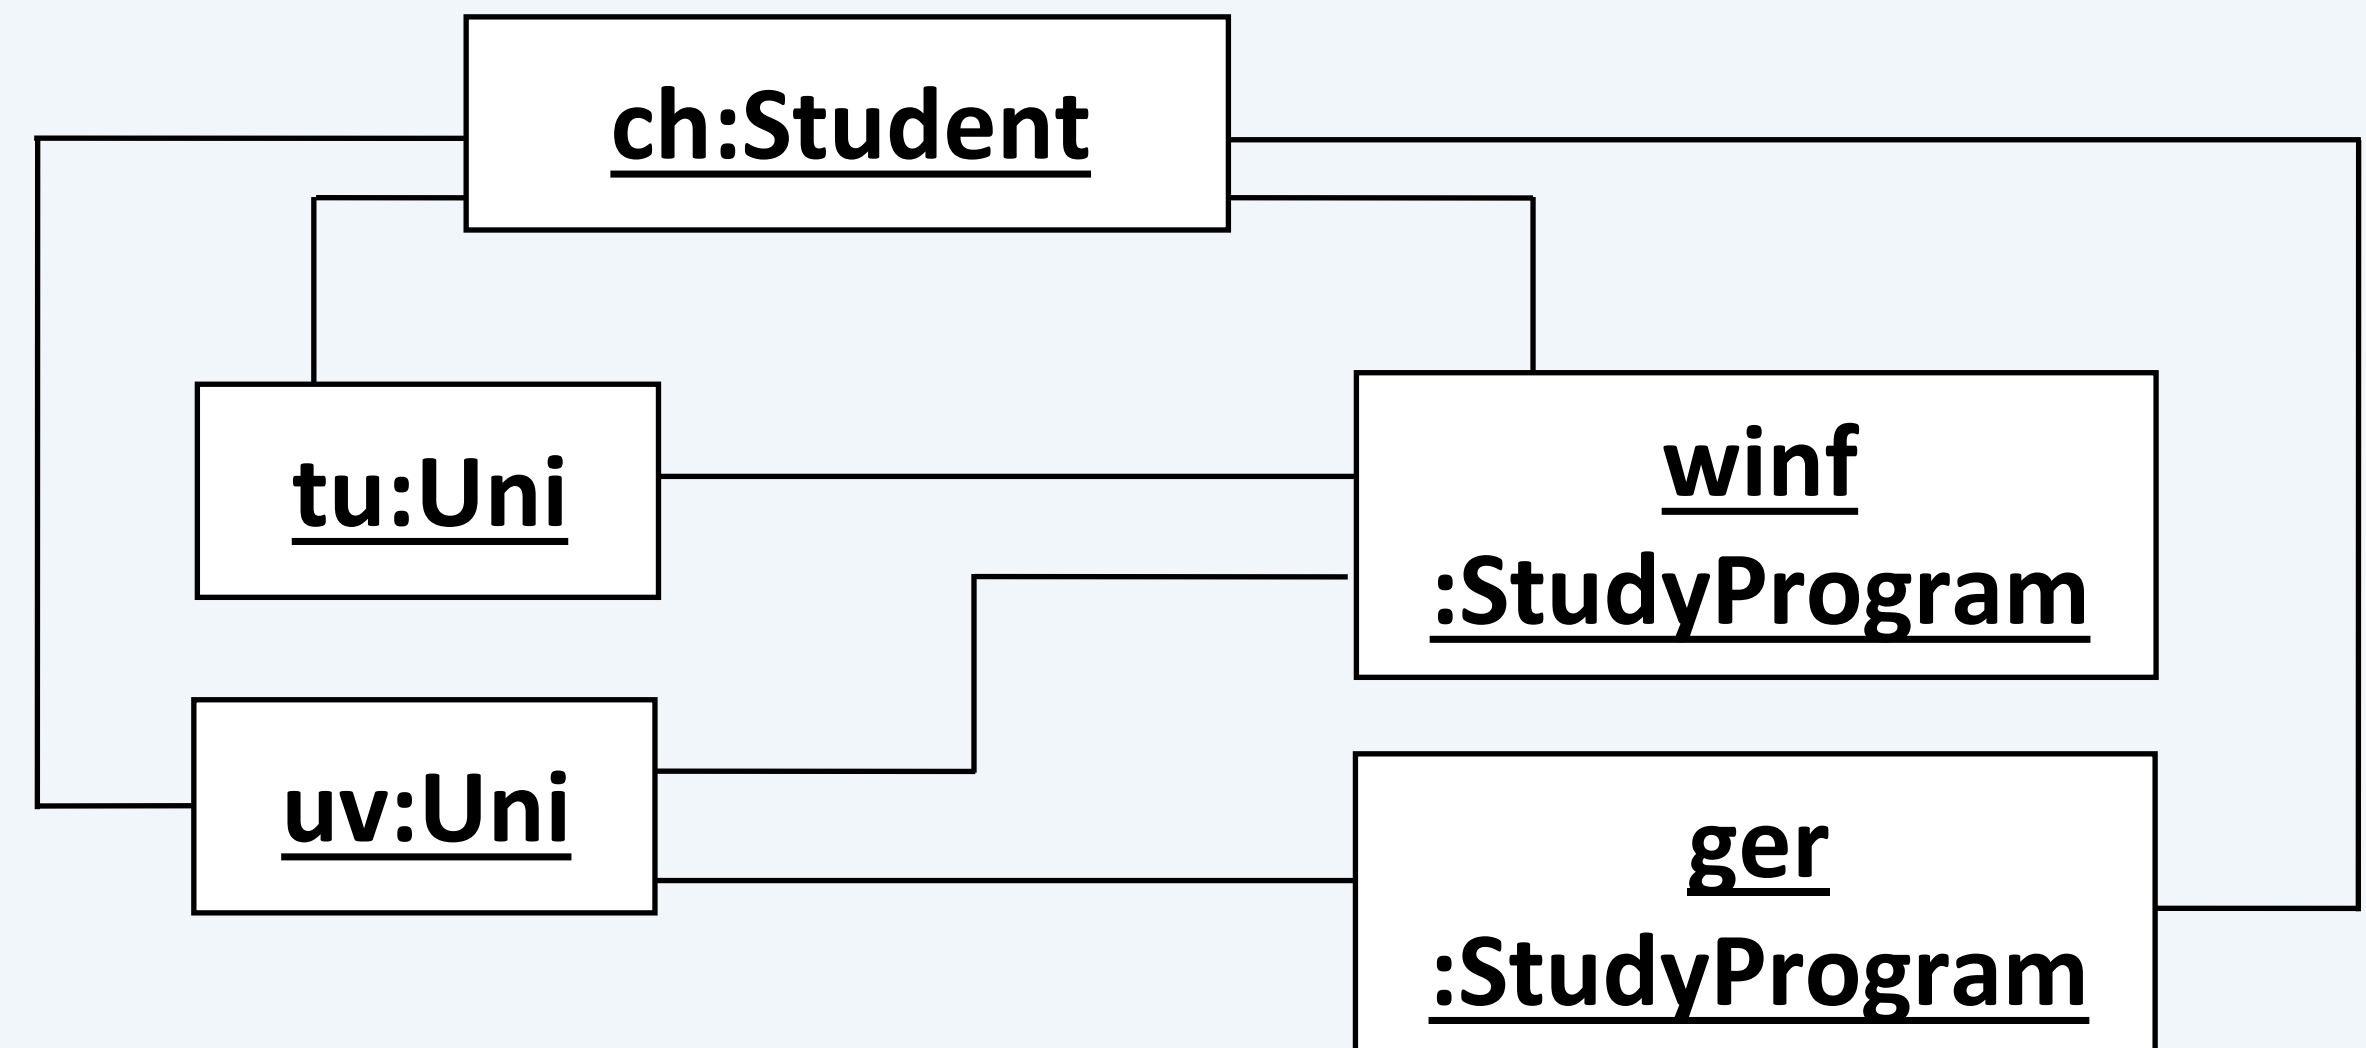 ch:Student
tu:Uni
winf
:StudyProgram
uv:Uni
ger
:StudyProgram